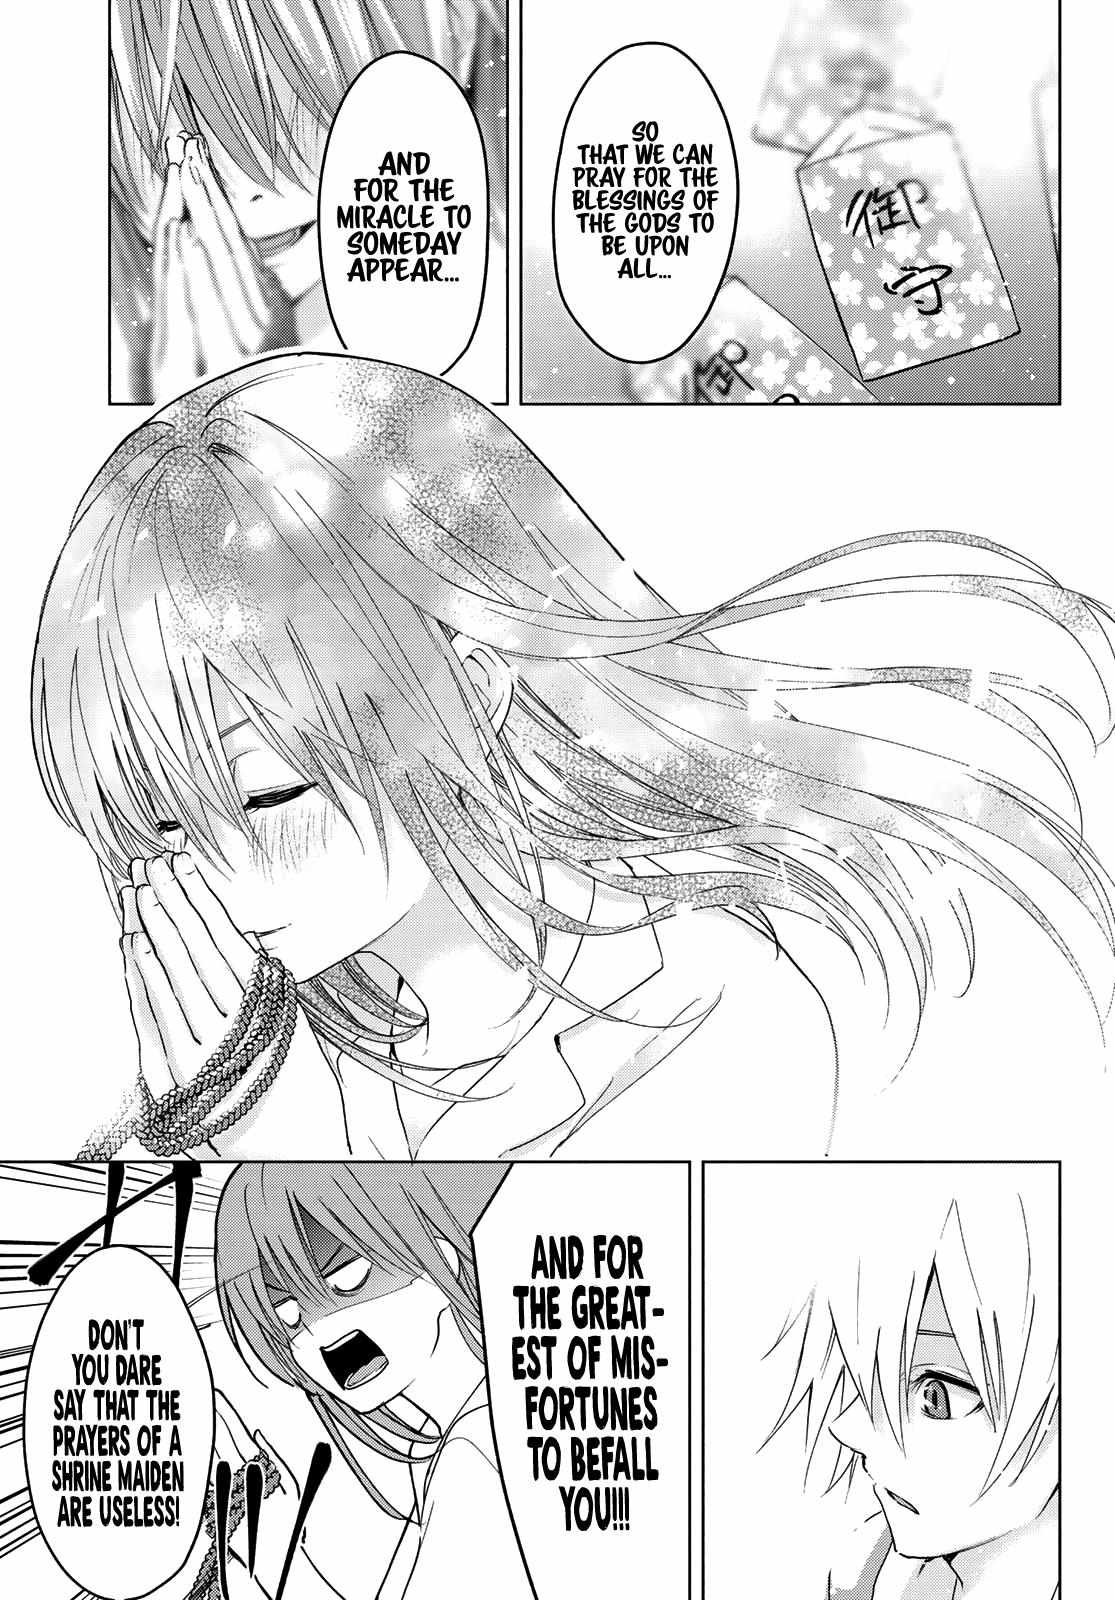 SO
THAT WE CAN
PRAY FOR THE
BLESSINGS OF
THE GODS TO
BE UPON
ALL...
御
守
御
AND
FOR THE
MIRACLE TO
SOMEDAY
APPEAR...
AND FOR
THE GREAT-
EST OF MIS-
FORTUNES
TO BEFALL
YOU!!!
DON'T
YOU DARE
SAY THAT THE
PRAYERS OF A
SHRINE MAIDEN
ARE USELESS!